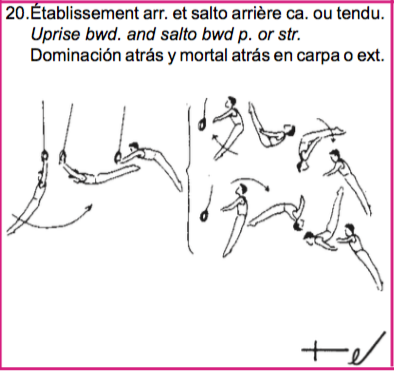 20.Établissement arr. et salto arrière ca. ou tendu.
Uprise bwd. and salto bwd p. or str.
Dominación atrás y mortal atrás en carpa o ext.